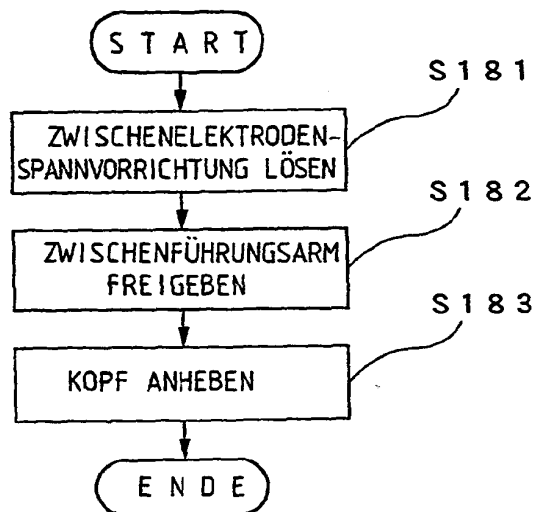 START
S181
ZWISCHENELEKTRODEN-
SPANNVORRICHTUNG LÖSEN
S182
ZWISCHENFÜHRUNGSARM
FREIGEBEN
S183
KOPF ANHEBEN
ENDE